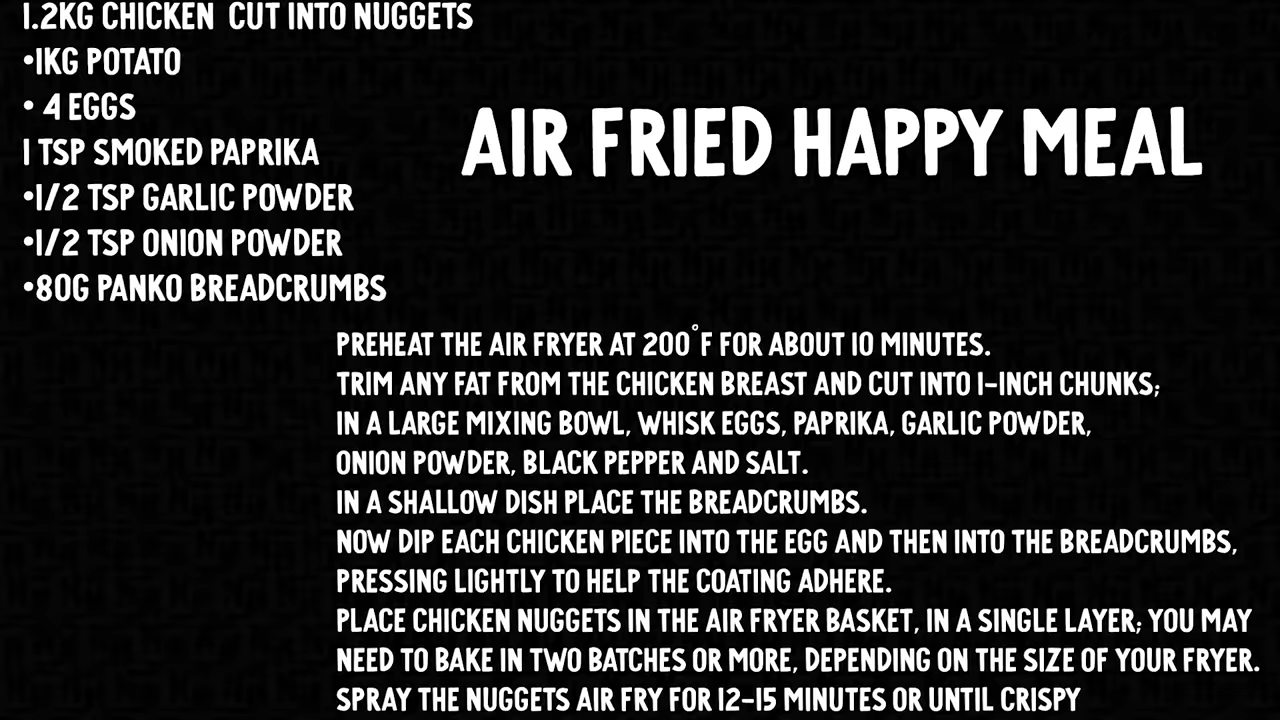 1.2KG CHICKEN CUT INTO NUGGETS
•1KG POTATO
• 4 EGGS
1 TSP SMOKED PAPRIKA
•1/2 TSP GARLIC POWDER
•1/2 TSP ONION POWDER
•80G PANKO BREADCRUMBS
AIR FRIED HAPPY MEAL
PREHEAT THE AIR FRYER AT 200°F FOR ABOUT 10 MINUTES.
TRIM ANY FAT FROM THE CHICKEN BREAST AND CUT INTO 1-INCH CHUNKS;
IN A LARGE MIXING BOWL, WHISK EGGS, PAPRIKA, GARLIC POWDER,
ONION POWDER, BLACK PEPPER AND SALT.
IN A SHALLOW DISH PLACE THE BREADCRUMBS.
NOW DIP EACH CHICKEN PIECE INTO THE EGG AND THEN INTO THE BREADCRUMBS,
PRESSING LIGHTLY TO HELP THE COATING ADHERE.
PLACE CHICKEN NUGGETS IN THE AIR FRYER BASKET, IN A SINGLE LAYER; YOU MAY
NEED TO BAKE IN TWO BATCHES OR MORE, DEPENDING ON THE SIZE OF YOUR FRYER.
SPRAY THE NUGGETS AIR FRY FOR 12-15 MINUTES OR UNTIL CRISPY